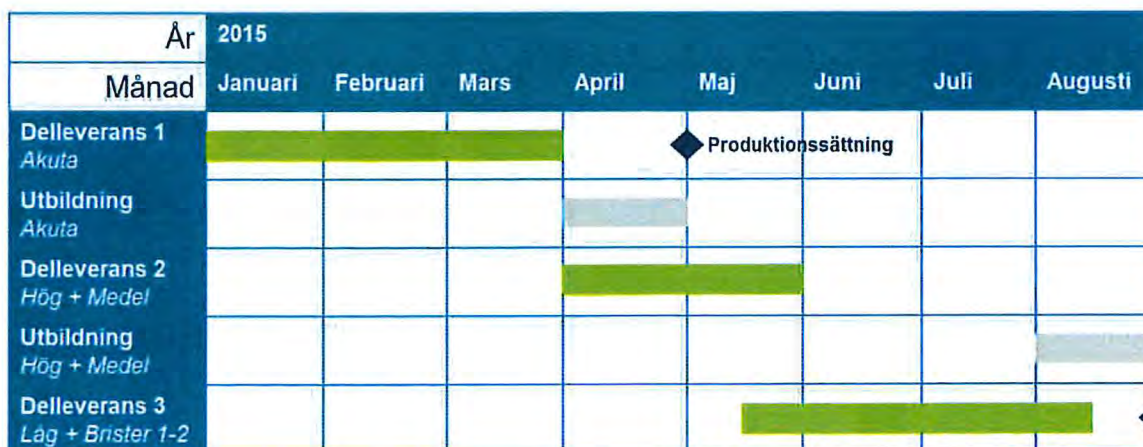 År 2015
Månad Januari Februari Mars April Maj Juni Juli Augusti
Delleverans 1
Akuta
Produktionssättning
Utbildning
Akuta
Delleverans 2
Hög + Medel
Utbildning
Hög + Medel
Delleverans 3
Låg + Brister 1-2